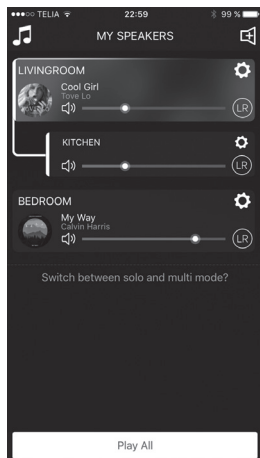 TELIA 22:59 99 %
MY SPEAKERS
LIVINGROOM
Cool Girl
Tove Lo
LR
KITCHEN
LR
BEDROOM
My Way
Calvin Harris
LR
Switch between solo and multi mode?
Play All